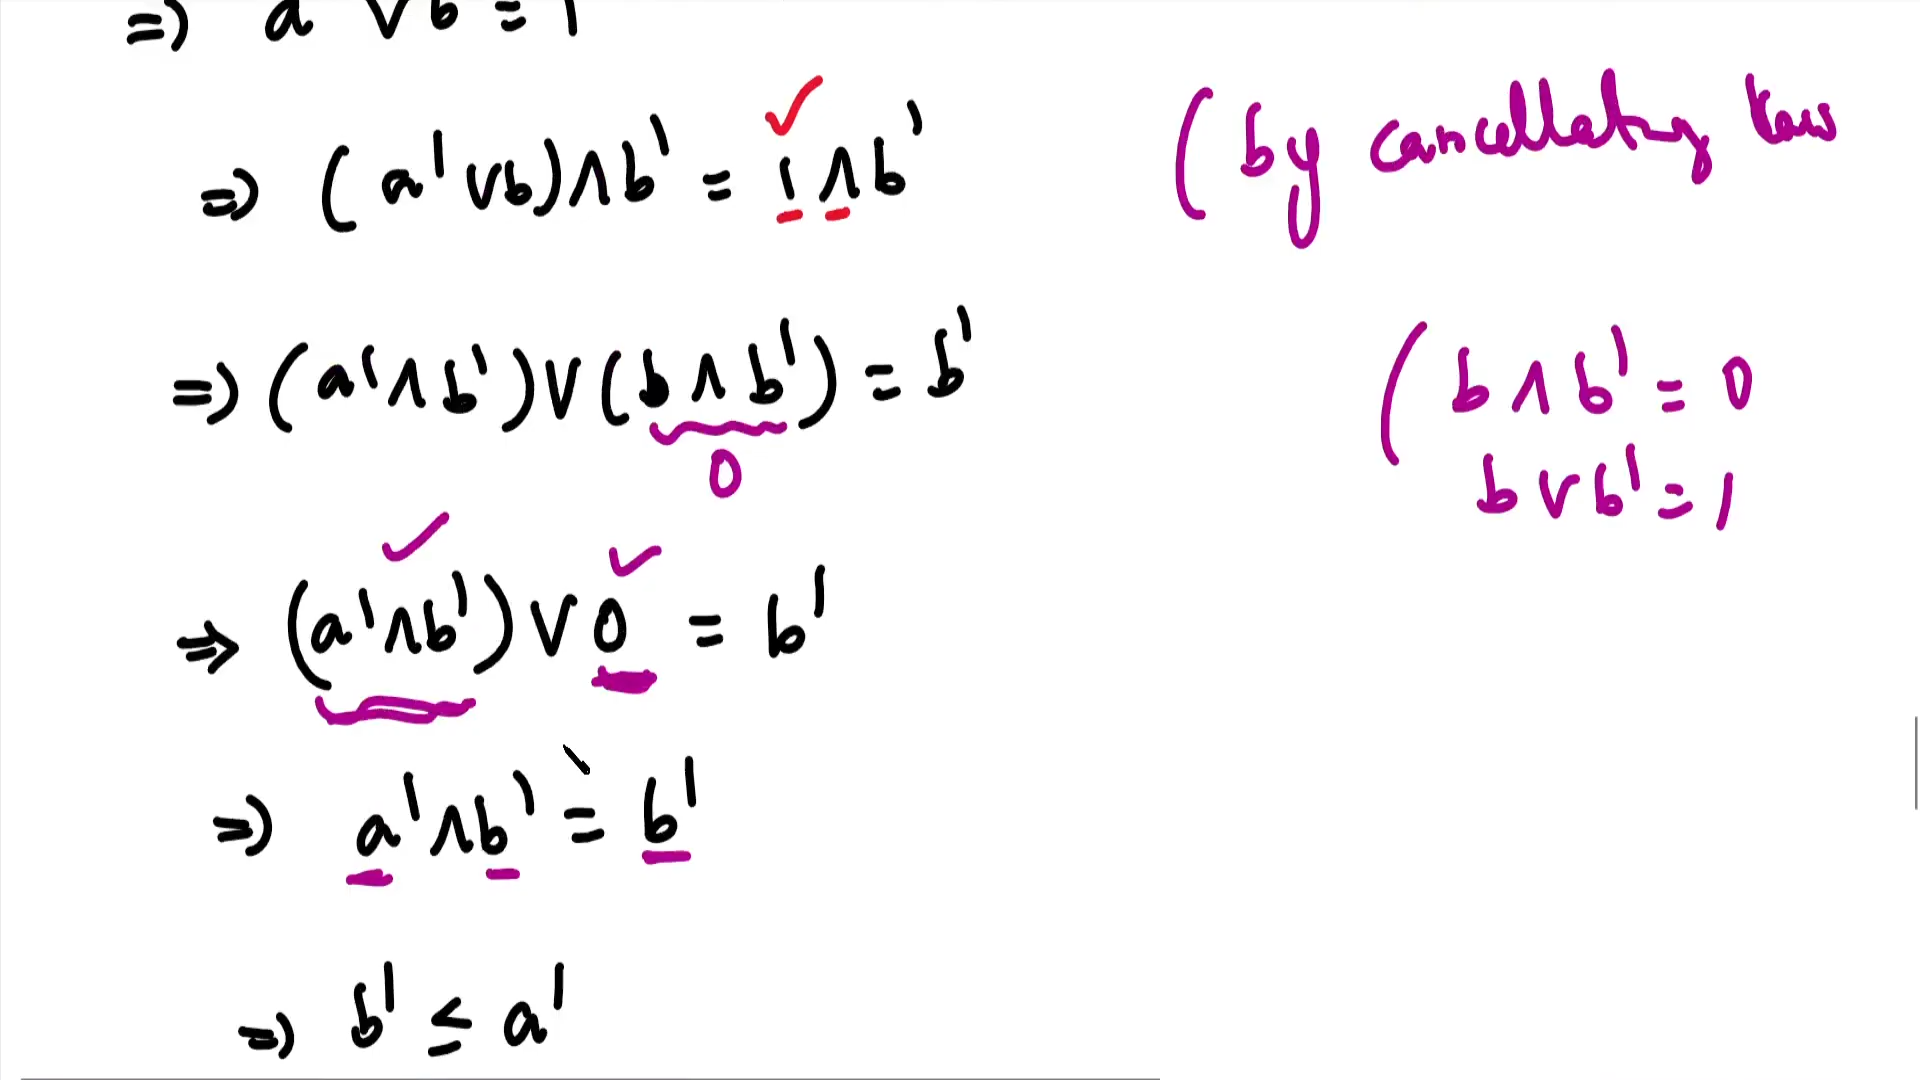 =) a' ∨ b = 1
=) (a' ∨ b) ∧ b' = 1 ∧ b'
(by cancellating law
=) (a' ∧ b') ∨ (b ∧ b') = b'
0
(b ∧ b' = 0
b ∨ b' = 1
=> (a' ∧ b') ∨ 0 = b'
=) a' ∧ b' = b'
=) b' ≤ a'